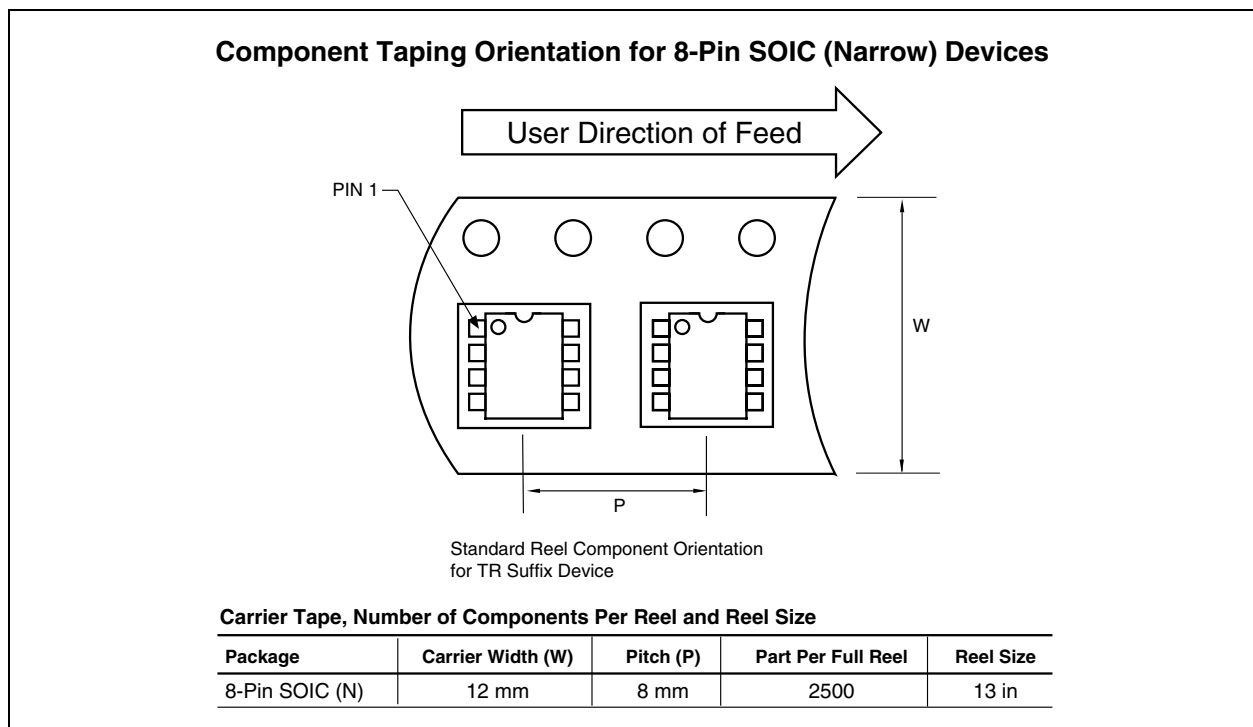 Component Taping Orientation for 8-Pin SOIC (Narrow) Devices
User Direction of Feed
PIN 1
W
P
Standard Reel Component Orientation
for TR Suffix Device
Carrier Tape, Number of Components Per Reel and Reel Size
Package Carrier Width (W) Pitch (P) Part Per Full Reel Reel Size
8-Pin SOIC (N) 12 mm 8 mm 2500 13 in